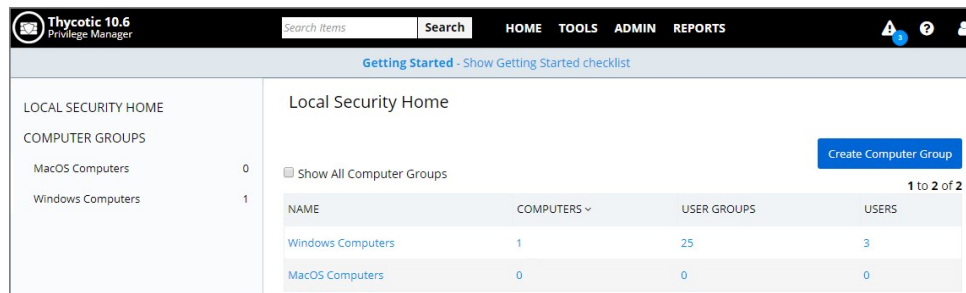 Thycotic 10.6
Privilege Manager
Search Items
Search
HOME TOOLS ADMIN REPORTS
3
Getting Started - Show Getting Started checklist
LOCAL SECURITY HOME
COMPUTER GROUPS
MacOS Computers 0
Windows Computers 1
Local Security Home
Create Computer Group
Show All Computer Groups
1 to 2 of 2
NAME COMPUTERS USER GROUPS USERS
Windows Computers 1 25 3
MacOS Computers 0 0 0